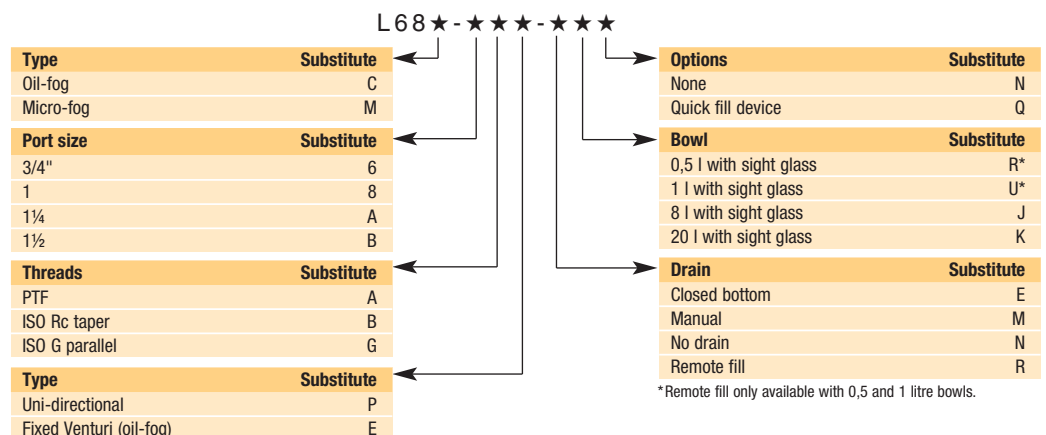 L68★-★★★-★★★
Type Substitute
Oil-fog C
Micro-fog M
Port size Substitute
3/4" 6
1 8
1¼ A
1½ B
Threads Substitute
PTF A
ISO Rc taper B
ISO G parallel G
Type Substitute
Uni-directional P
Fixed Venturi (oil-fog) E
Options Substitute
None N
Quick fill device Q
Bowl Substitute
0,5 l with sight glass R*
1 l with sight glass U*
8 l with sight glass J
20 l with sight glass K
Drain Substitute
Closed bottom E
Manual M
No drain N
Remote fill R
*Remote fill only available with 0,5 and 1 litre bowls.